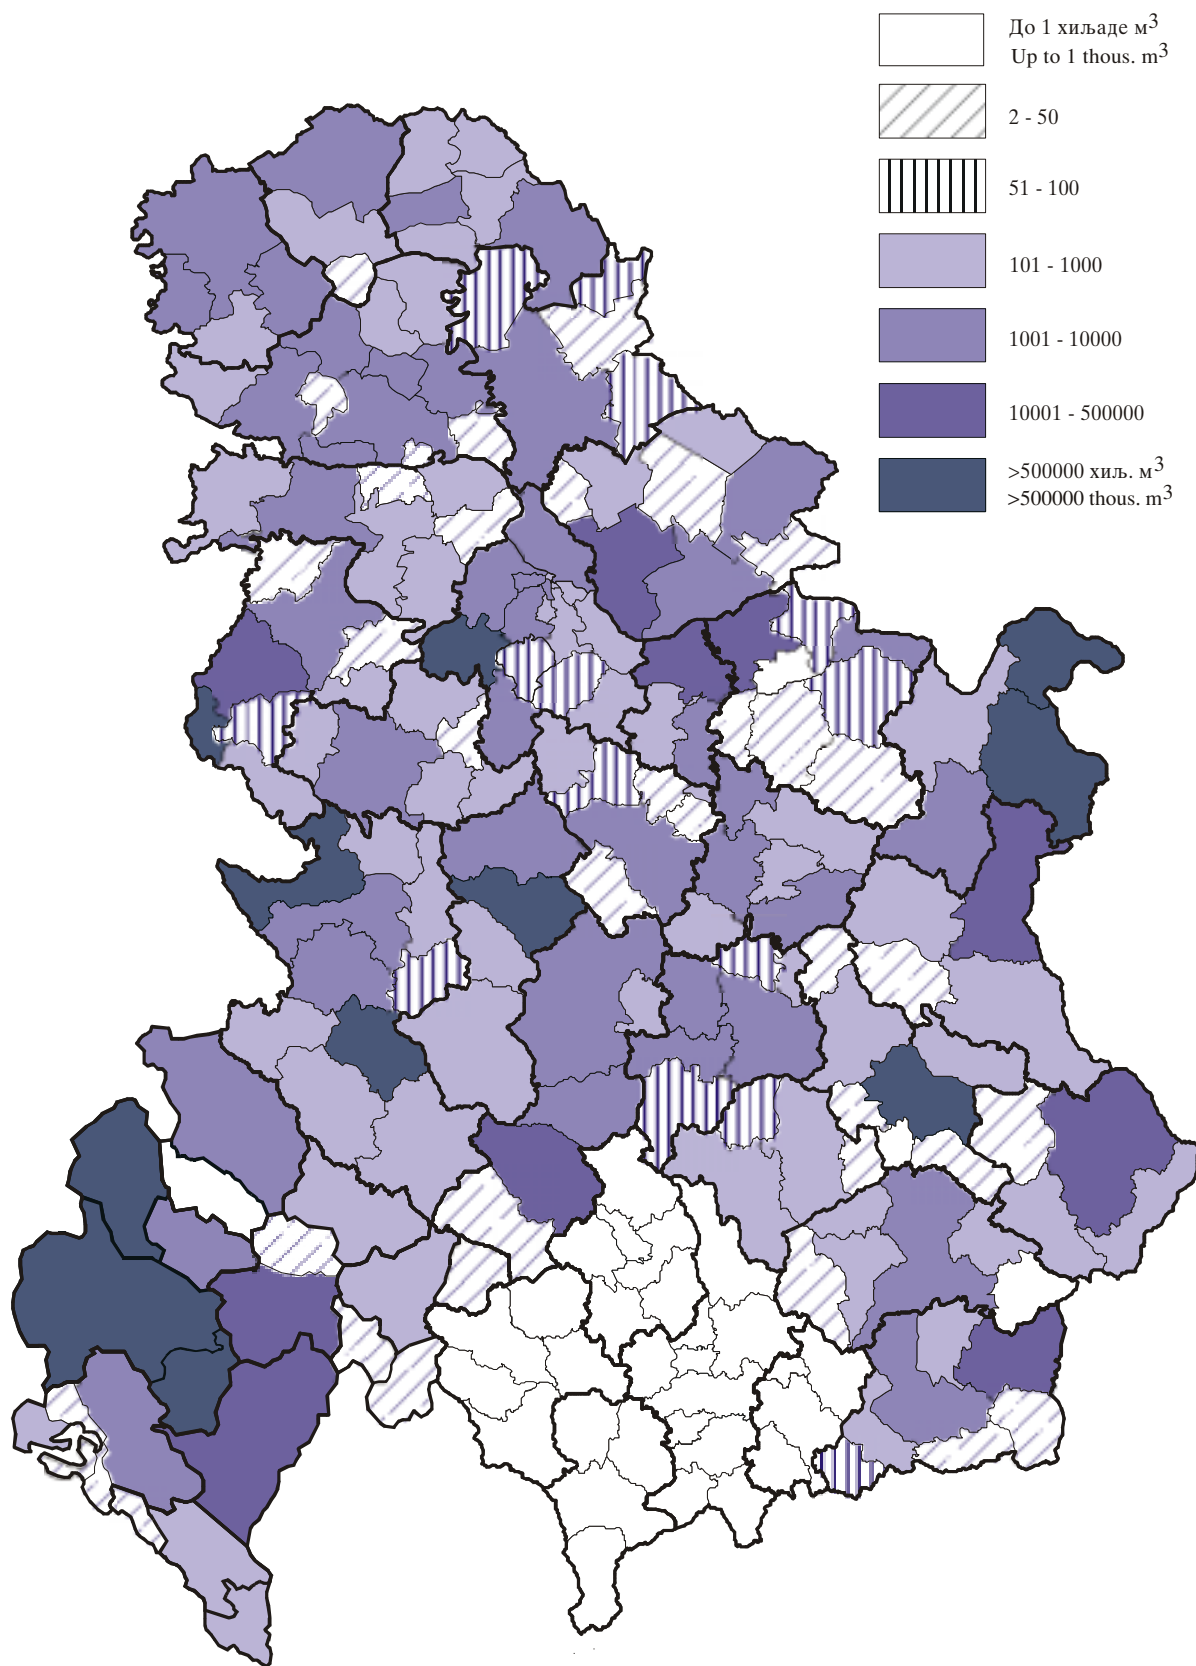 До 1 хиљаде м³
Up to 1 thous. m³
2 - 50
51 - 100
101 - 1000
1001 - 10000
10001 - 500000
>500000 хиљ. м³
>500000 thous. m³